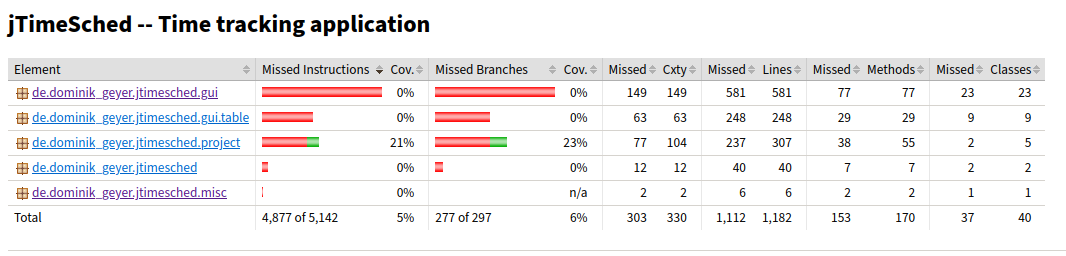 jTimeSched -- Time tracking application
Element Missed Instructions Cov. Missed Branches Cov. Missed Cxty Missed Lines Missed Methods Missed Classes
de.dominik_geyer.jtimesched.gui 0% 0% 149 149 581 581 77 77 23 23
de.dominik_geyer.jtimesched.gui.table 0% 0% 63 63 248 248 29 29 9 9
de.dominik_geyer.jtimesched.project 21% 23% 77 104 237 307 38 55 2 5
de.dominik_geyer.jtimesched 0% 0% 12 12 40 40 7 7 2 2
de.dominik_geyer.jtimesched.misc 0% n/a 2 2 6 6 2 2 1 1
Total 4,877 of 5,142 5% 277 of 297 6% 303 330 1,112 1,182 153 170 37 40